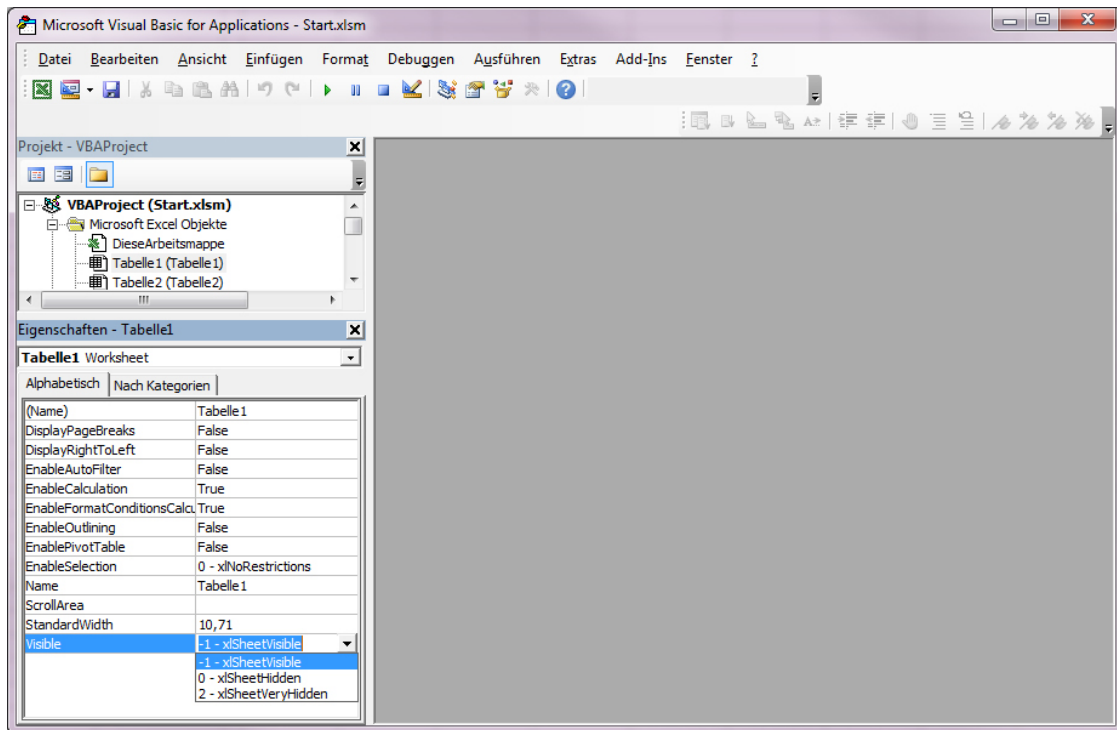 Microsoft Visual Basic for Applications - Start.xlsm
Datei Bearbeiten Ansicht Einfügen Format Debuggen Ausführen Extras Add-Ins Fenster ?
Projekt - VBAProject
VBAProject (Start.xlsm)
Microsoft Excel Objekte
DieseArbeitsmappe
Tabelle1 (Tabelle1)
Tabelle2 (Tabelle2)
Eigenschaften - Tabelle1
Tabelle1 Worksheet
Alphabetisch Nach Kategorien
(Name) Tabelle1
DisplayPageBreaks False
DisplayRightToLeft False
EnableAutoFilter False
EnableCalculation True
EnableFormatConditionsCalcu True
EnableOutlining False
EnablePivotTable False
EnableSelection 0 - xlNoRestrictions
Name Tabelle1
ScrollArea
StandardWidth 10,71
Visible -1 - xlSheetVisible
-1 - xlSheetVisible
0 - xlSheetHidden
2 - xlSheetVeryHidden